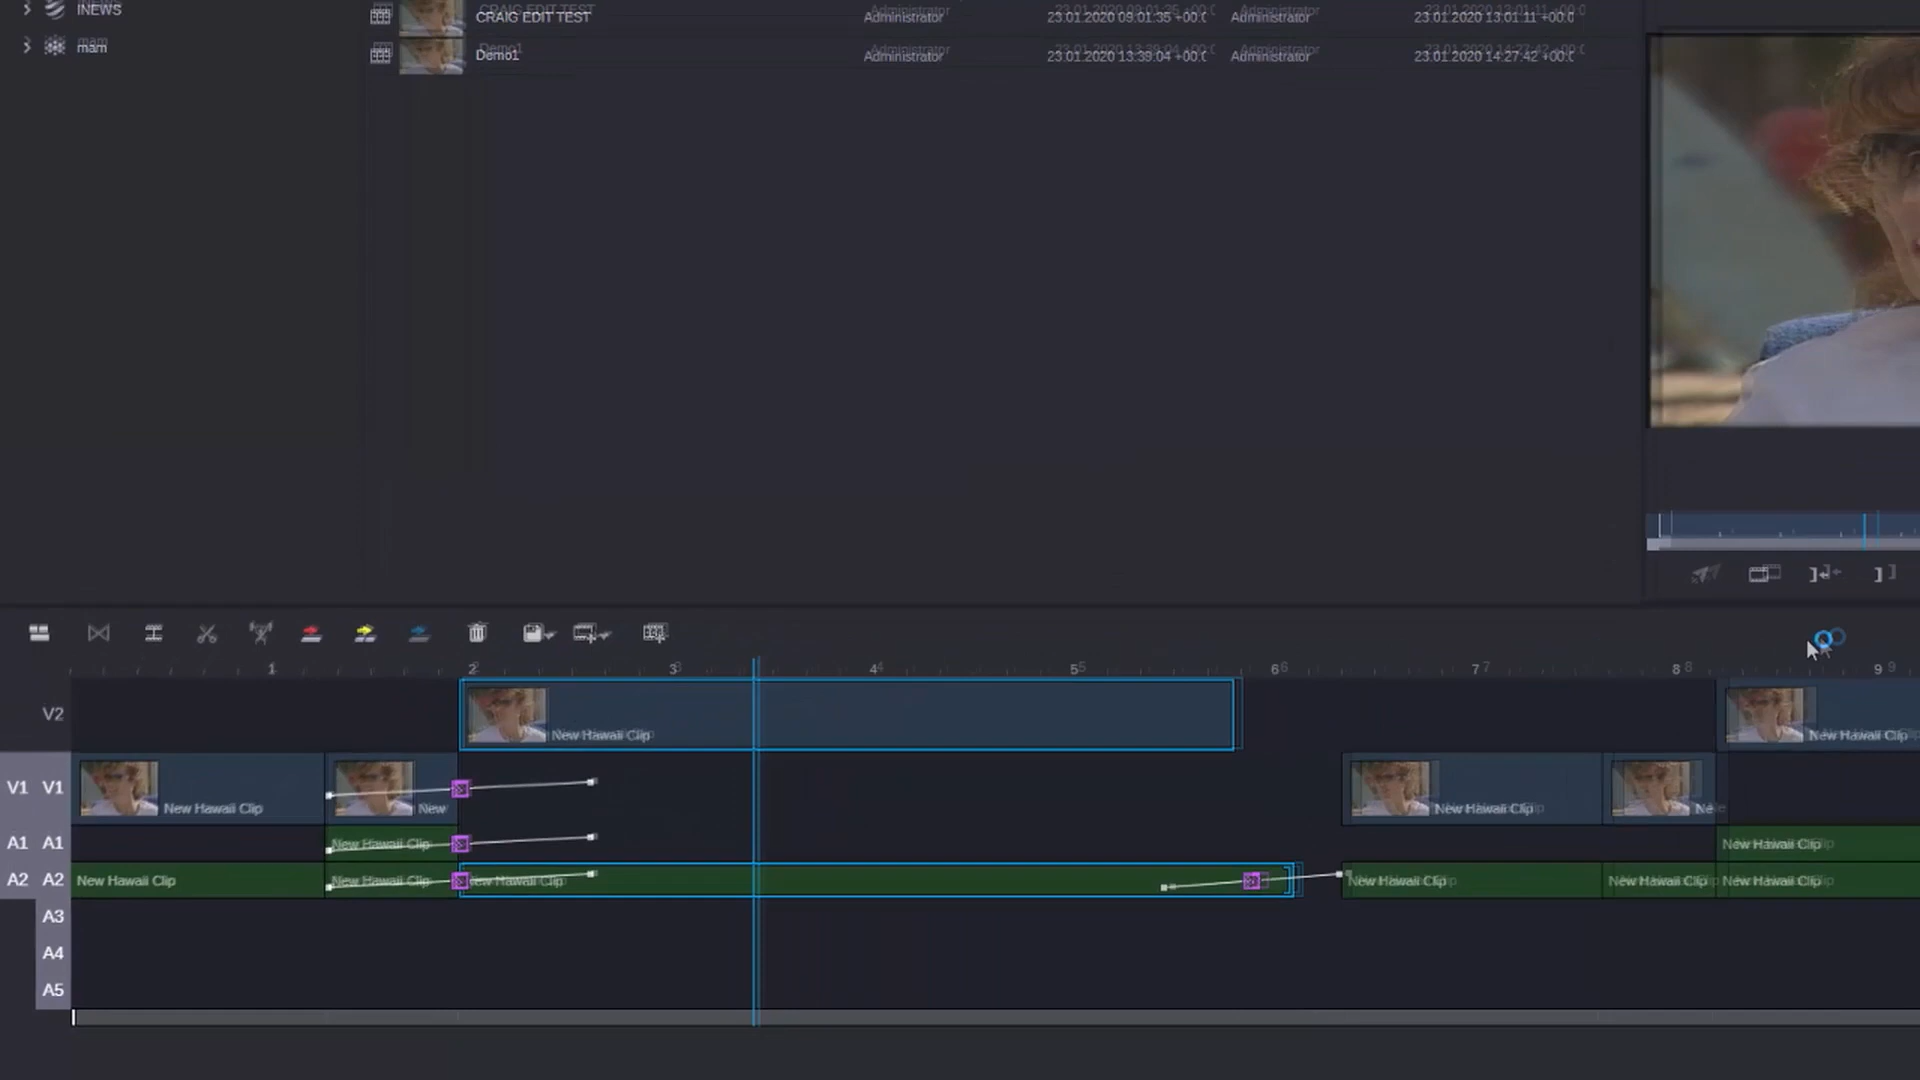 INEWS
CRAIG EDIT TEST Administrator 23.01.2020 09:01:35 +00:0 Administrator 23.01.2020 13:01:11 +00:0
mam
Demo1 Administrator 23.01.2020 13:39:04 +00:0 Administrator 23.01.2020 14:27:42 +00:0
1 2 3 4 5 6 7 8 9
V2 New Hawaii Clip New Hawaii Clip
V1 V1 New Hawaii Clip New New Hawaii Clip Ne
A1 A1 New Hawaii Clip New Hawaii Clip
A2 A2 New Hawaii Clip New Hawaii Clip New Hawaii Clip New Hawaii Clip New Hawaii Clip New Hawaii Clip
A3
A4
A5